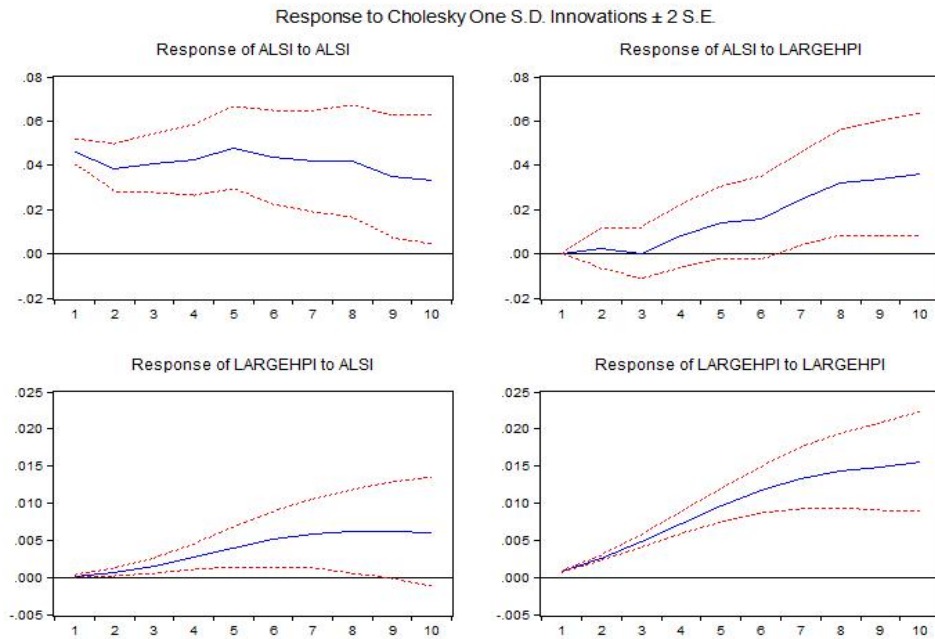 Response to Cholesky One S.D. Innovations ± 2 S.E.
Response of ALSI to ALSI
.08
.06
.04
.02
.00
-.02
1 2 3 4 5 6 7 8 9 10
Response of ALSI to LARGEHPI
.08
.06
.04
.02
.00
-.02
1 2 3 4 5 6 7 8 9 10
Response of LARGEHPI to ALSI
.025
.020
.015
.010
.005
.000
-.005
1 2 3 4 5 6 7 8 9 10
Response of LARGEHPI to LARGEHPI
.025
.020
.015
.010
.005
.000
-.005
1 2 3 4 5 6 7 8 9 10